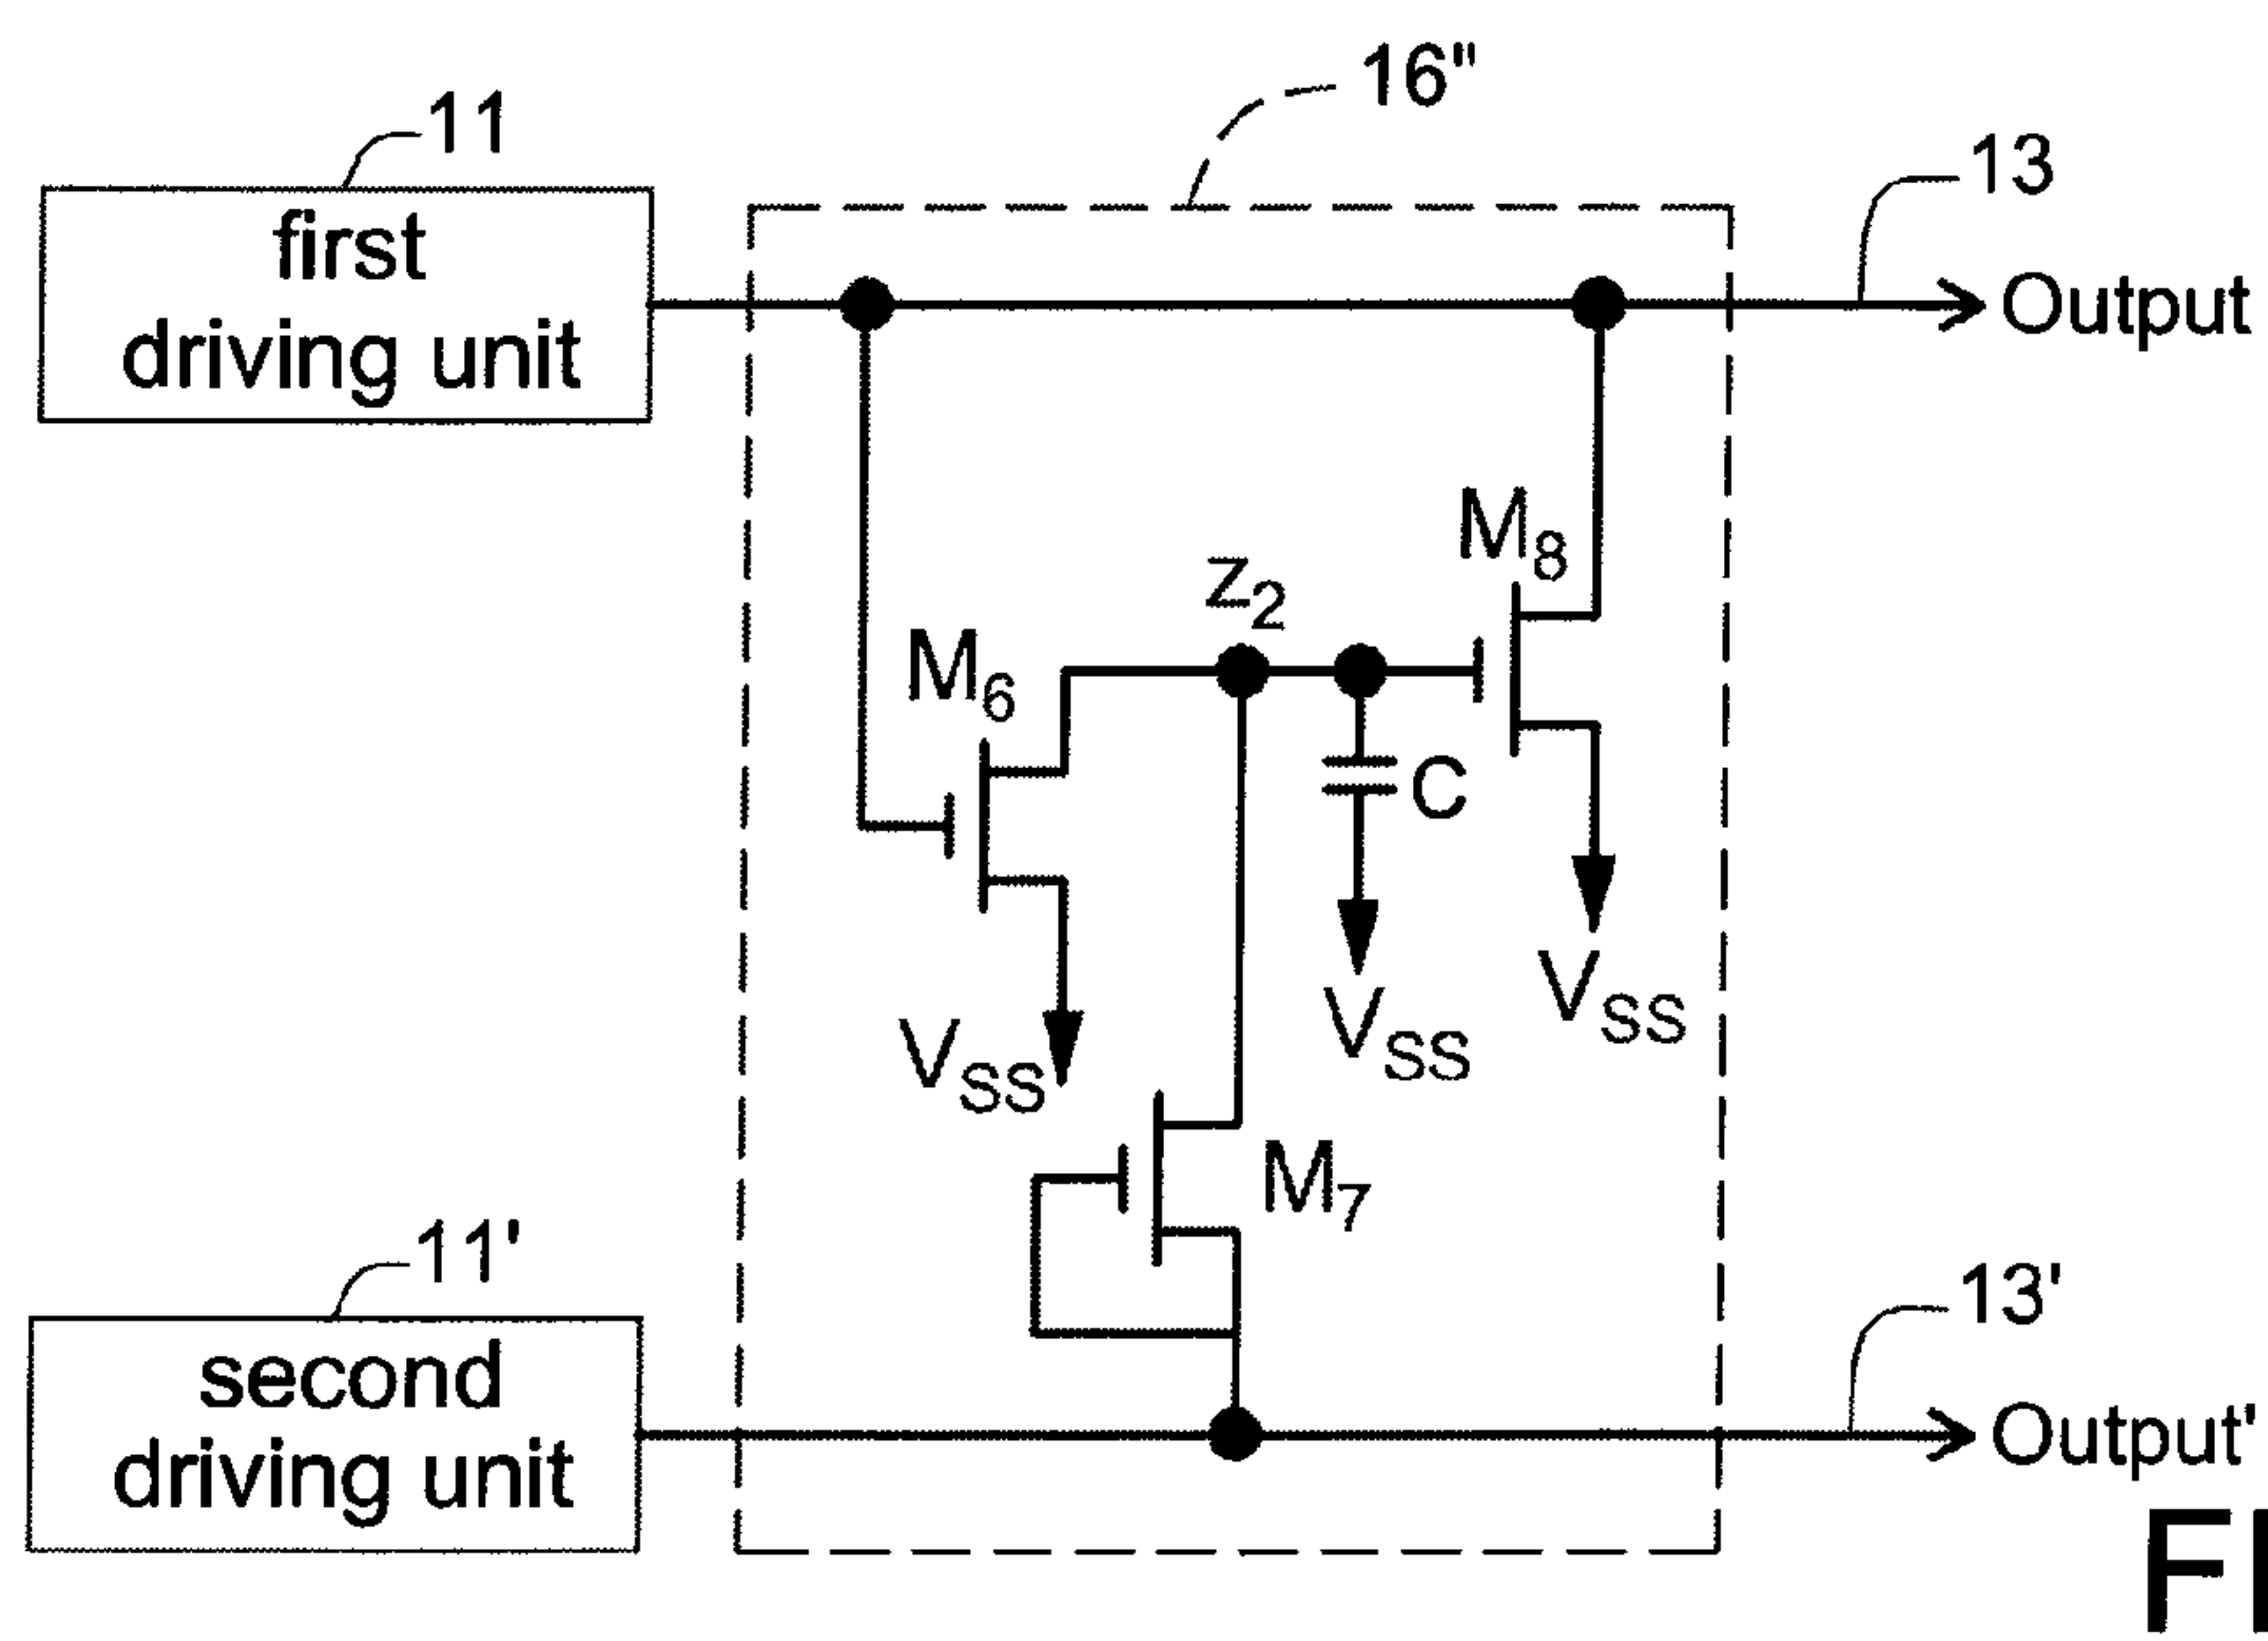 16"
11
13
first
driving unit
Output
M8
z2
M6
C
VSS
VSS
VSS
M7
11'
13'
second
driving unit
Output'